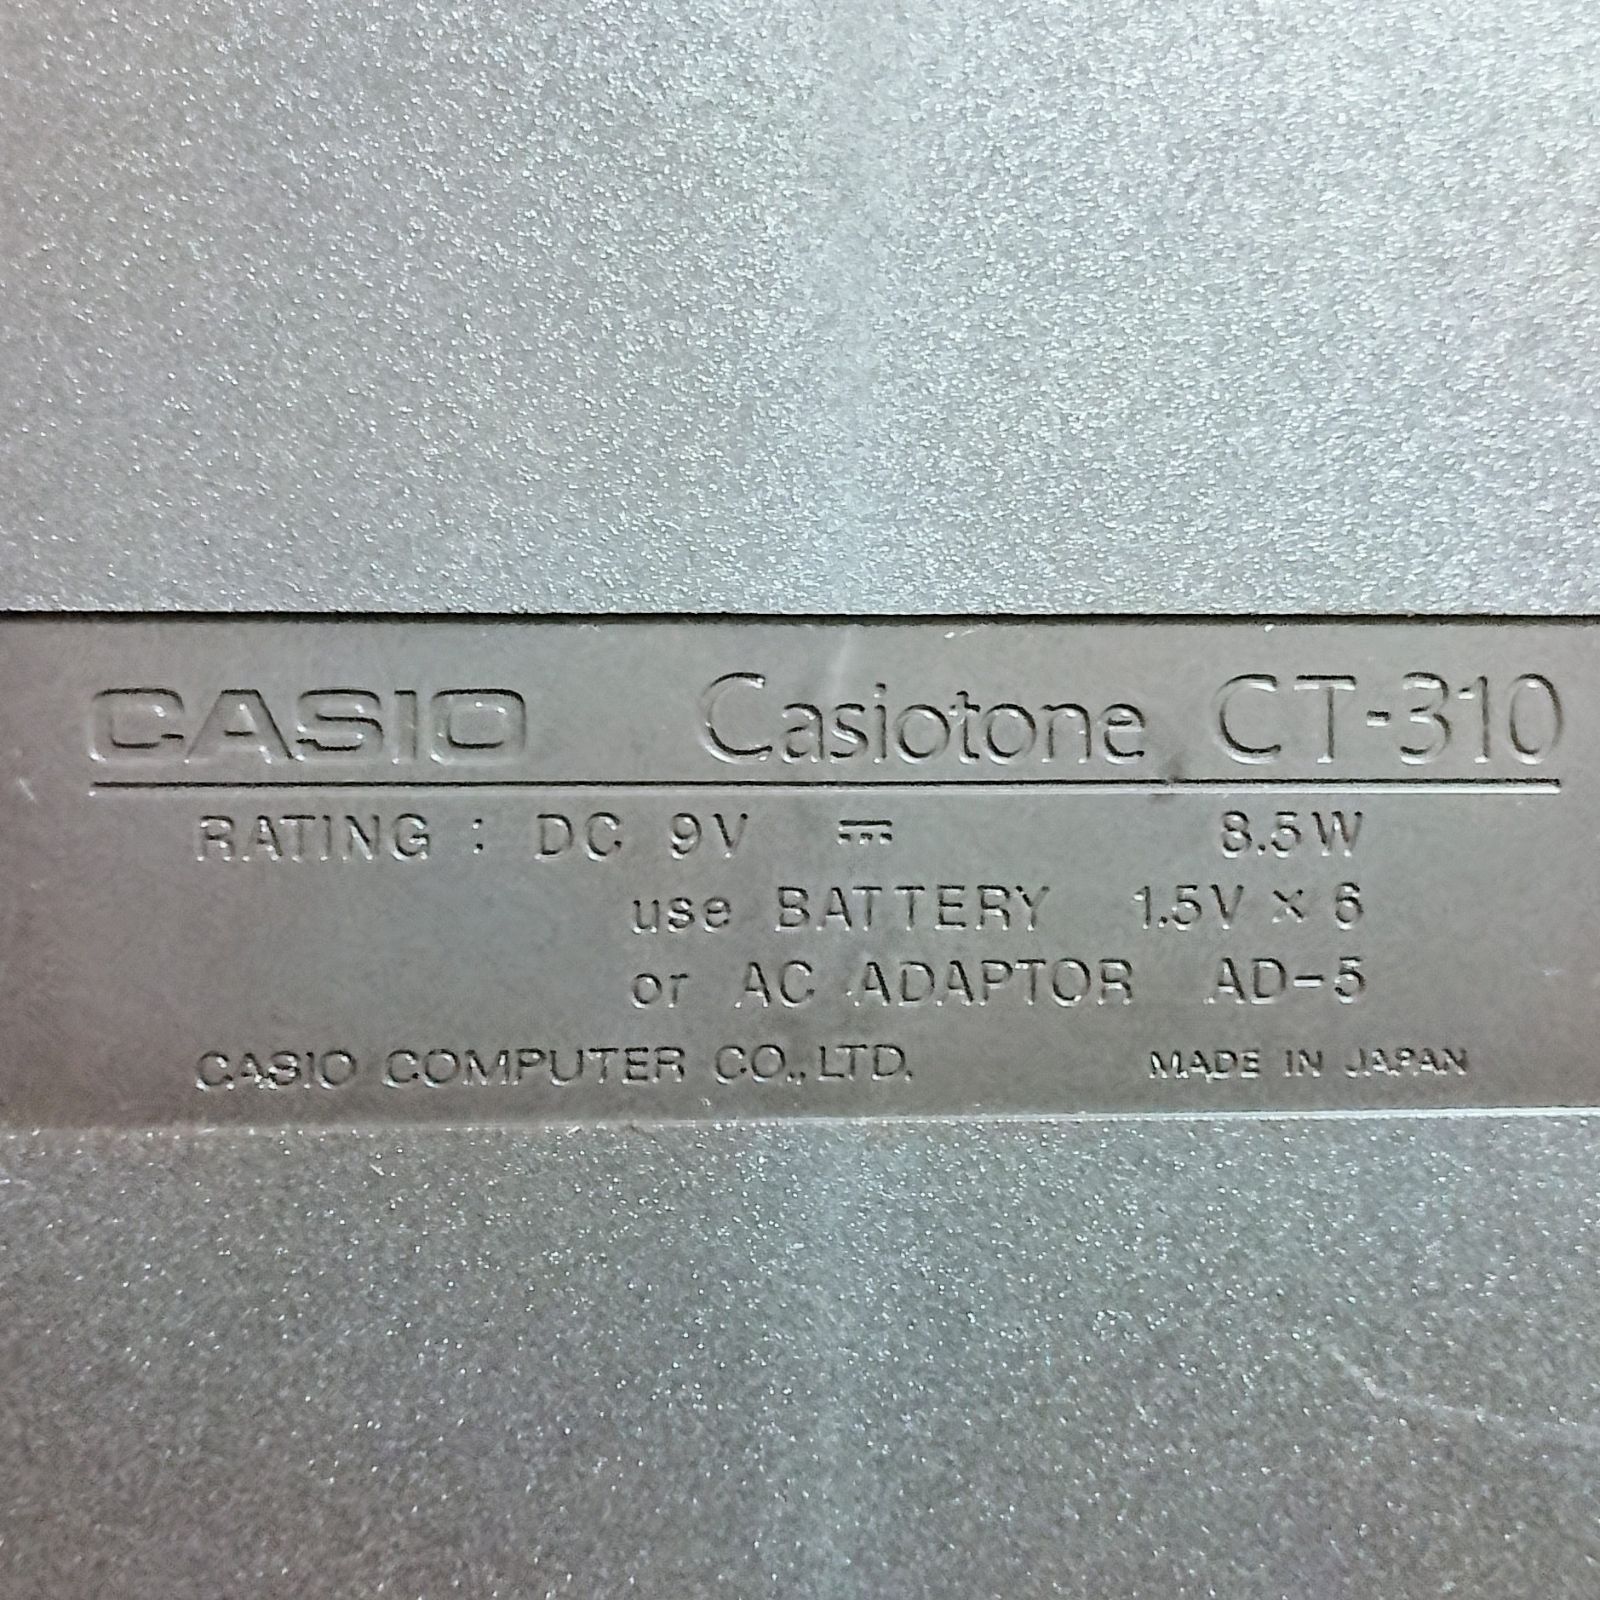 CASIO Casiotone CT-310
RATING : DC 9V ⎓ 8.5W
use BATTERY 1.5V × 6
or AC ADAPTOR AD-5
CASIO COMPUTER CO., LTD. MADE IN JAPAN